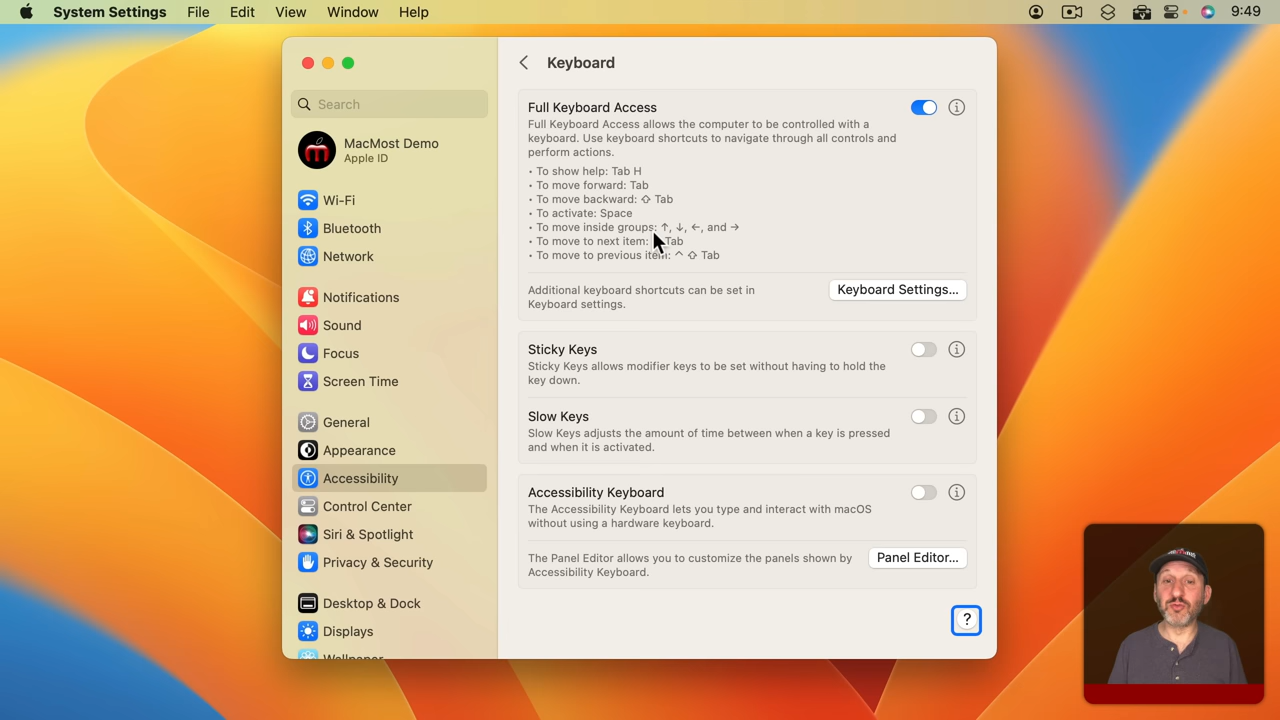 System Settings File Edit View Window Help 9:49
Keyboard
Search
MacMost Demo
Apple ID
Wi-Fi
Bluetooth
Network
Notifications
Sound
Focus
Screen Time
General
Appearance
Accessibility
Control Center
Siri & Spotlight
Privacy & Security
Desktop & Dock
Displays
Wallpaper
Full Keyboard Access
Full Keyboard Access allows the computer to be controlled with a
keyboard. Use keyboard shortcuts to navigate through all controls and
perform actions.
• To show help: Tab H
• To move forward: Tab
• To move backward: ⇧ Tab
• To activate: Space
• To move inside groups: ↑, ↓, ←, and →
• To move to next item: Tab
• To move to previous item: ^ ⇧ Tab
Additional keyboard shortcuts can be set in
Keyboard settings.
Keyboard Settings...
Sticky Keys
Sticky Keys allows modifier keys to be set without having to hold the
key down.
Slow Keys
Slow Keys adjusts the amount of time between when a key is pressed
and when it is activated.
Accessibility Keyboard
The Accessibility Keyboard lets you type and interact with macOS
without using a hardware keyboard.
The Panel Editor allows you to customize the panels shown by
Accessibility Keyboard.
Panel Editor...
?